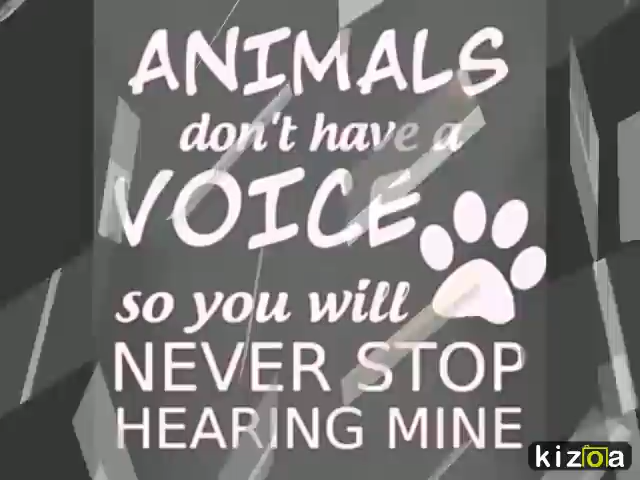 ANIMALS
don't have a
VOICE
so you will
NEVER STOP
HEARING MINE
kizoa